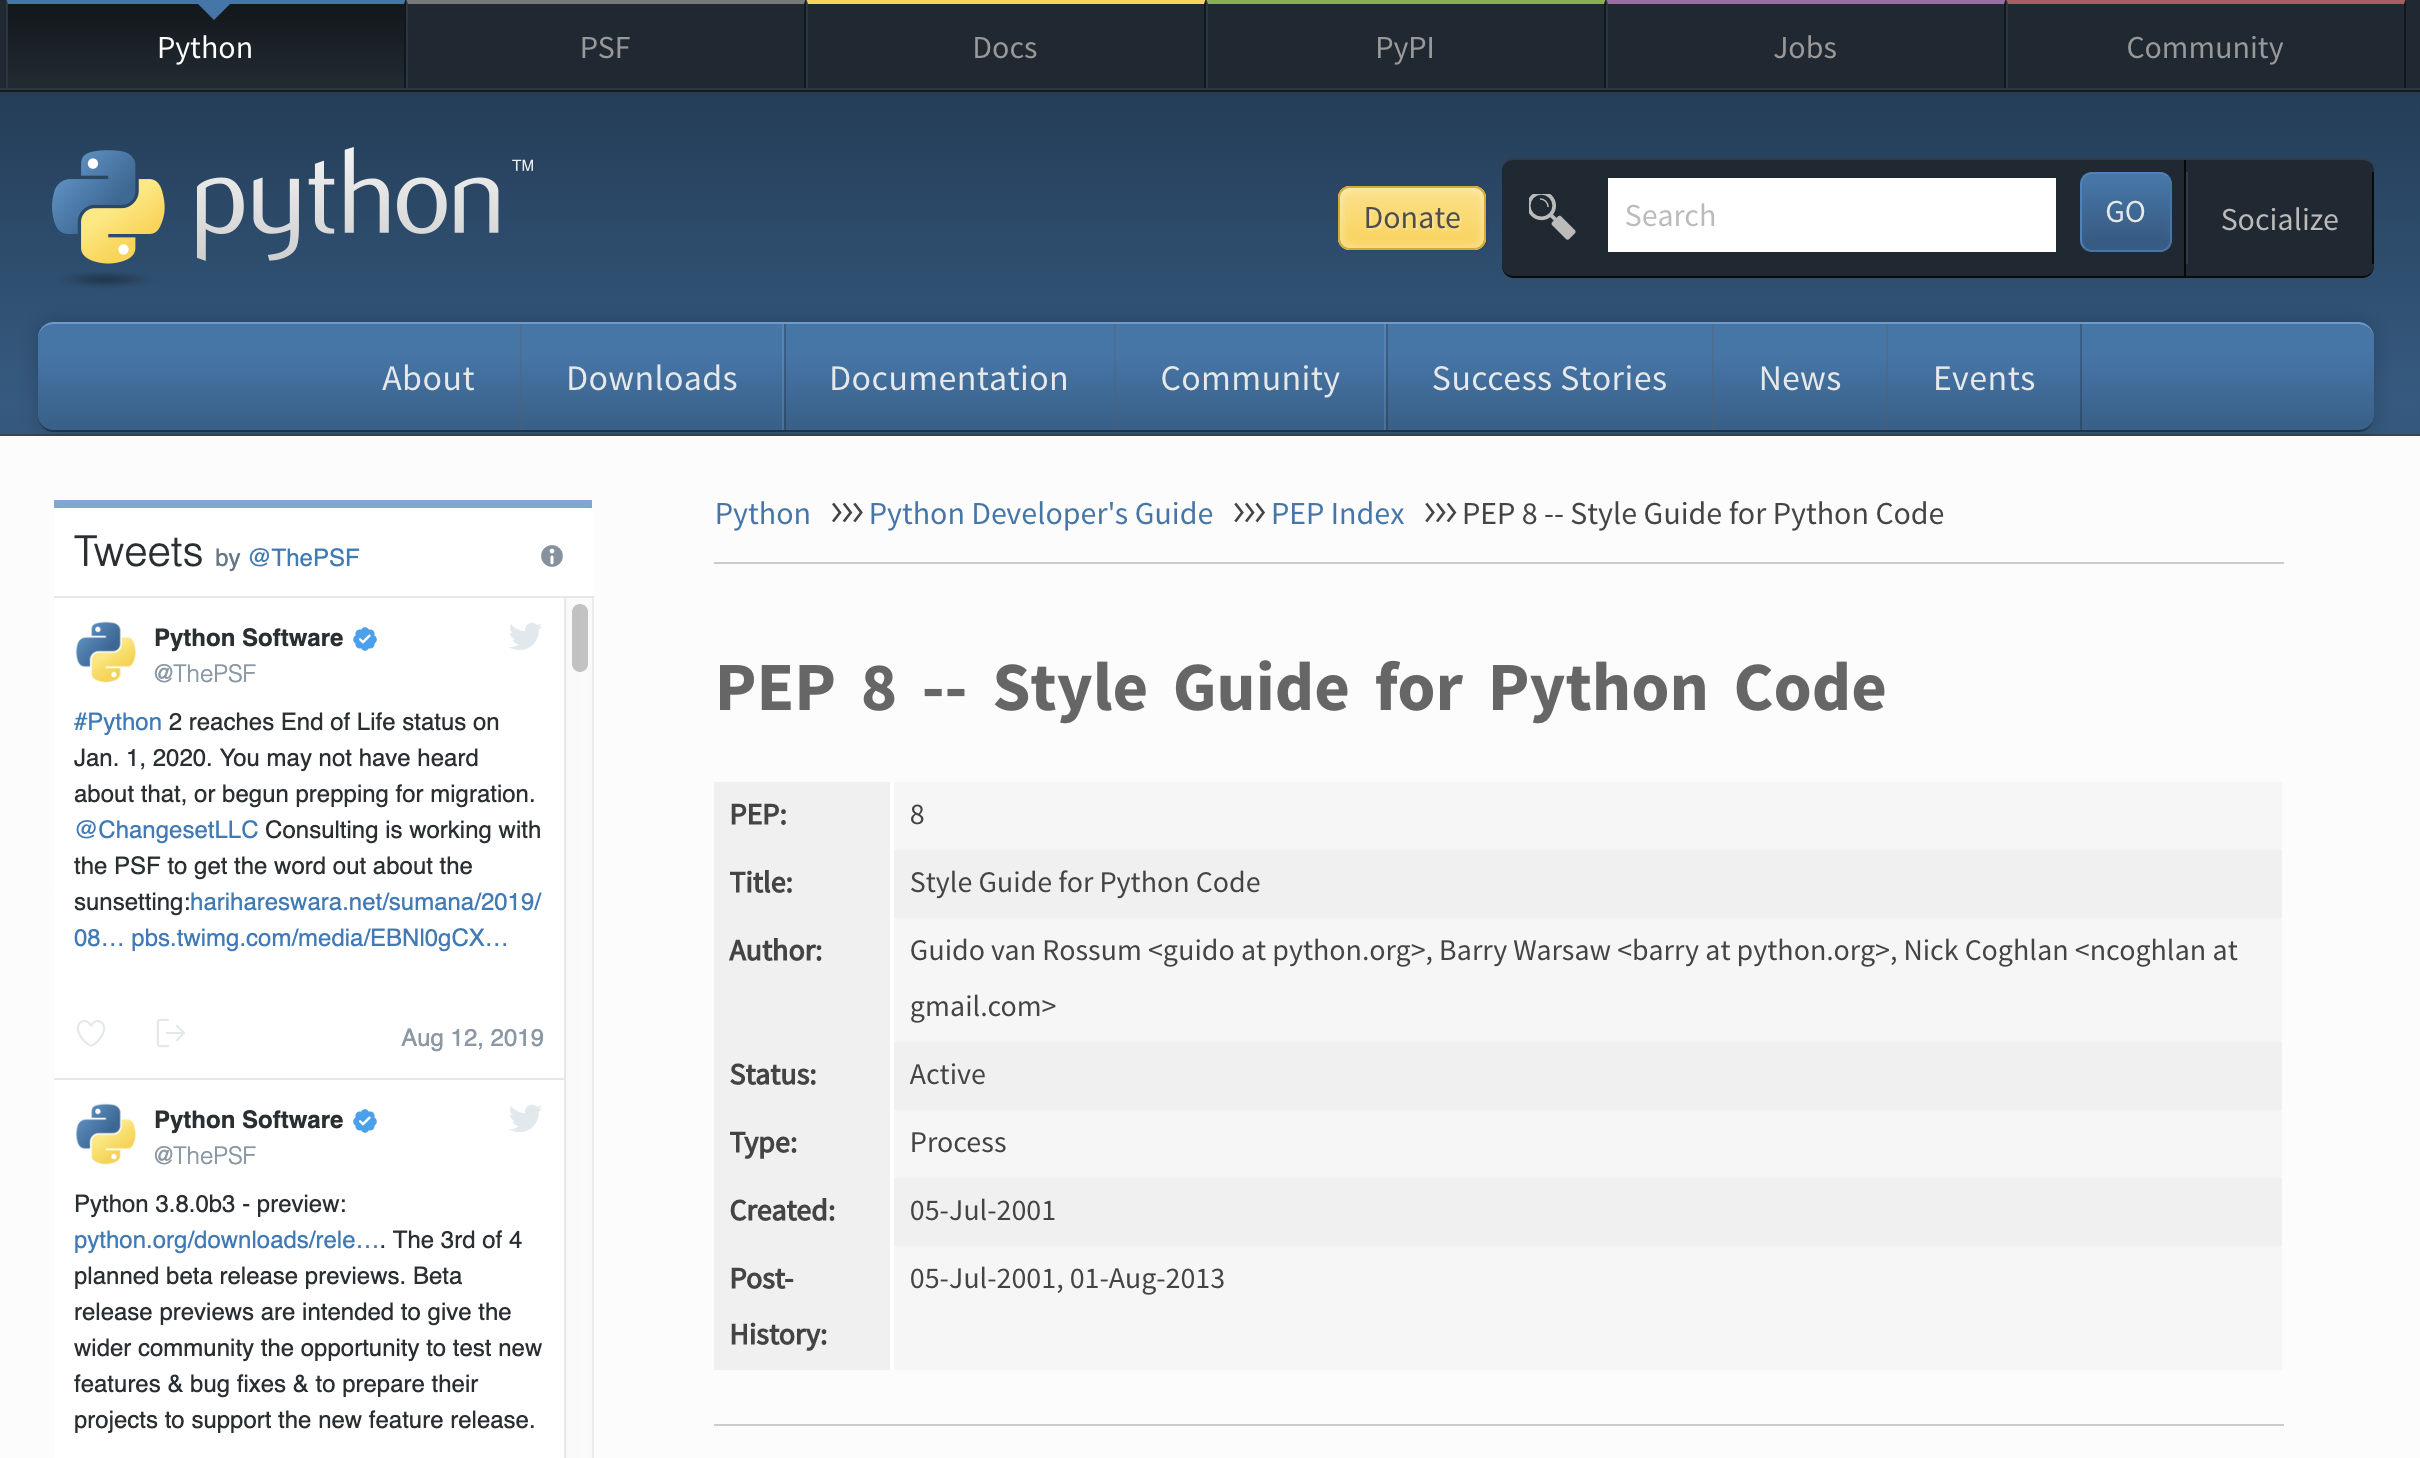 Python
PSF
Docs
PyPI
Jobs
Community
python ™
Donate
Search
GO
Socialize
About
Downloads
Documentation
Community
Success Stories
News
Events
Tweets by @ThePSF
Python Software
@ThePSF
#Python 2 reaches End of Life status on
Jan. 1, 2020. You may not have heard
about that, or begun prepping for migration.
@ChangesetLLC Consulting is working with
the PSF to get the word out about the
sunsetting:harihareswara.net/sumana/2019/
08… pbs.twimg.com/media/EBNl0gCX…
Aug 12, 2019
Python Software
@ThePSF
Python 3.8.0b3 - preview:
python.org/downloads/rele…. The 3rd of 4
planned beta release previews. Beta
release previews are intended to give the
wider community the opportunity to test new
features & bug fixes & to prepare their
projects to support the new feature release.
Python >>> Python Developer's Guide >>> PEP Index >>> PEP 8 -- Style Guide for Python Code
PEP 8 -- Style Guide for Python Code
PEP: 8
Title: Style Guide for Python Code
Author: Guido van Rossum <guido at python.org>, Barry Warsaw <barry at python.org>, Nick Coghlan <ncoghlan at
gmail.com>
Status: Active
Type: Process
Created: 05-Jul-2001
Post- 05-Jul-2001, 01-Aug-2013
History: